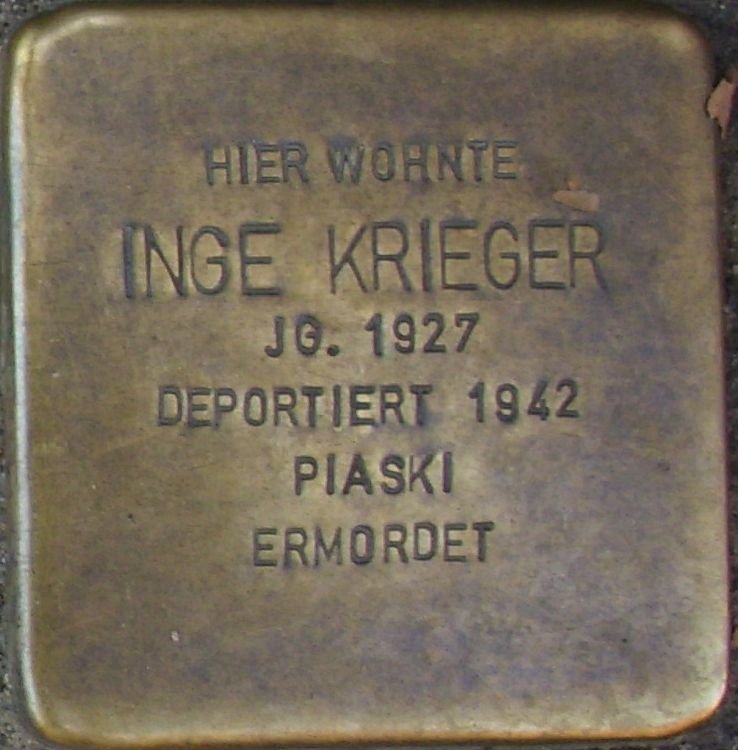 HIER WOHNTE
INGE KRIEGER
JG. 1927
DEPORTIERT 1942
PIASKI
ERMORDET